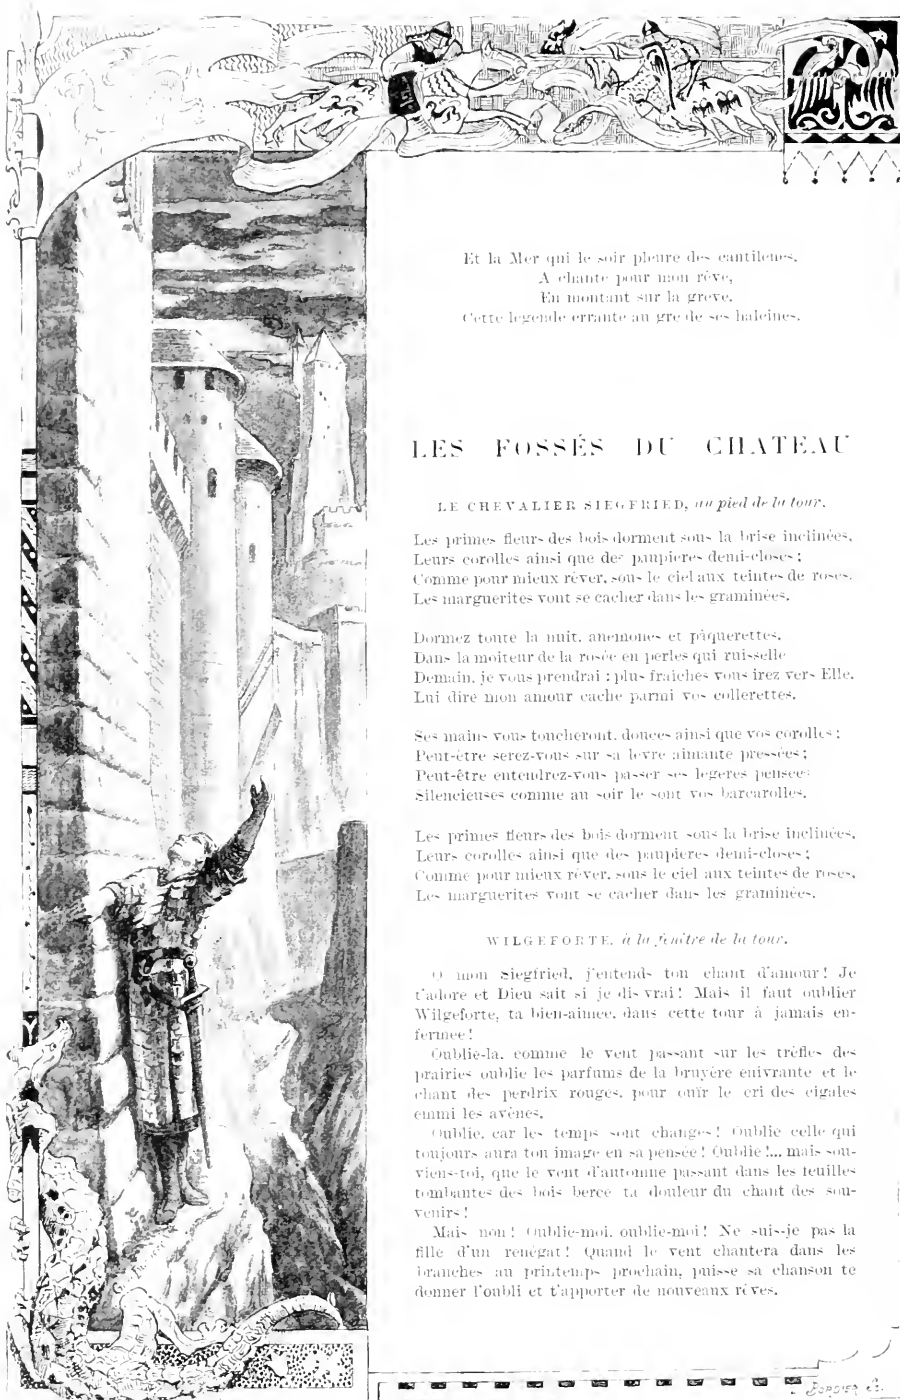 Et la Mer qui le soir pleure des cantilènes,
A chanté pour mon rêve,
En montant sur la grève,
Cette légende errante au gré de ses haleines.
LES FOSSÉS DU CHATEAU
LE CHEVALIER SIEGFRIED, au pied de la tour.
Les primes fleurs des bois dorment sous la brise inclinées,
Leurs corolles ainsi que des paupières demi-closes ;
Comme pour mieux rêver, sous le ciel aux teintes de roses,
Les marguerites vont se cacher dans les graminées.
Dormez toute la nuit, anémones et pâquerettes,
Dans la moiteur de la rosée en perles qui ruisselle
Demain, je vous prendrai : plus fraîches vous irez vers Elle,
Lui dire mon amour caché parmi vos collerettes.
Ses mains vous toucheront, douces ainsi que vos corolles ;
Peut-être serez-vous sur sa lèvre aimante pressées ;
Peut-être entendrez-vous passer ses légères pensées
Silencieuses comme au soir le sont vos barcarolles.
Les primes fleurs des bois dorment sous la brise inclinées,
Leurs corolles ainsi que des paupières demi-closes ;
Comme pour mieux rêver, sous le ciel aux teintes de roses,
Les marguerites vont se cacher dans les graminées.
WILGEFORTE, à la fenêtre de la tour.
O mon Siegfried, j'entends ton chant d'amour ! Je
t'adore et Dieu sait si je dis vrai ! Mais il faut oublier
Wilgeforte, ta bien-aimée, dans cette tour à jamais en-
fermée !
Oublie-la, comme le vent passant sur les trèfles des
prairies oublie les parfums de la bruyère enivrante et le
chant des perdrix rouges, pour ouïr le cri des cigales
emmi les avènes.
Oublie, car les temps sont changés ! Oublie celle qui
toujours aura ton image en sa pensée ! Oublie !... mais sou-
viens-toi, que le vent d'automne passant dans les feuilles
tombantes des bois berce ta douleur du chant des sou-
venirs !
Mais non ! Oublie-moi, oublie-moi ! Ne suis-je pas la
fille d'un renégat ! Quand le vent chantera dans les
branches au printemps prochain, puisse sa chanson te
donner l'oubli et t'apporter de nouveaux rêves.